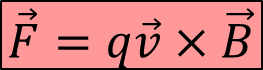 F⃗ = qv⃗ × B⃗